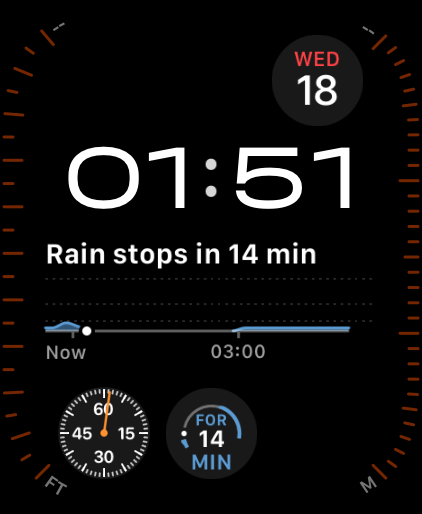 -- --
WED
18
01:51
Rain stops in 14 min
Now 03:00
60
45 15
30
FOR
14
MIN
FT M